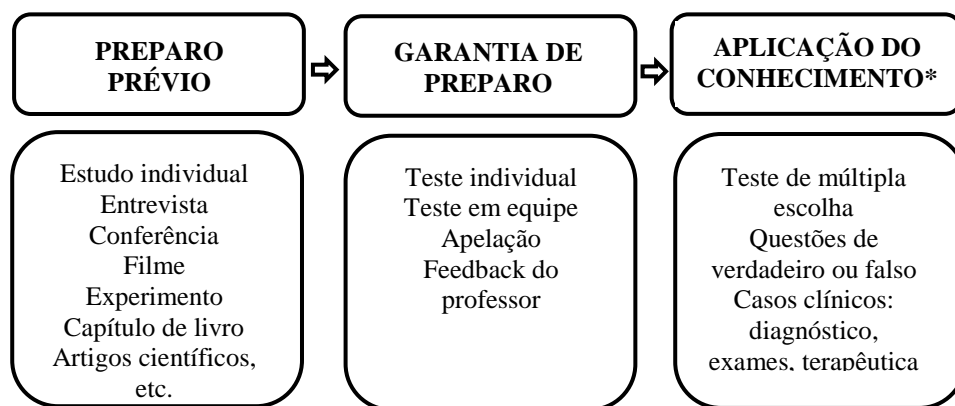 PREPARO
PRÉVIO
GARANTIA DE
PREPARO
APLICAÇÃO DO
CONHECIMENTO*
Estudo individual
Entrevista
Conferência
Filme
Experimento
Capítulo de livro
Artigos científicos,
etc.
Teste individual
Teste em equipe
Apelação
Feedback do
professor
Teste de múltipla
escolha
Questões de
verdadeiro ou falso
Casos clínicos:
diagnóstico,
exames, terapêutica